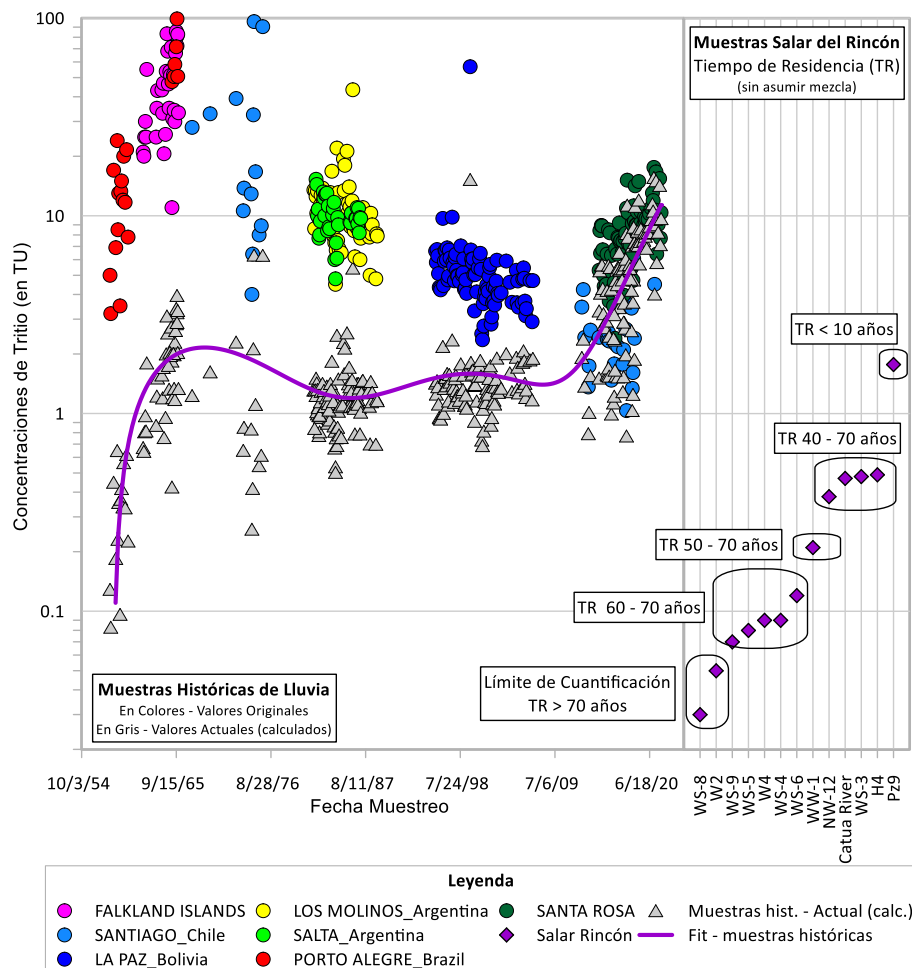 Concentraciones de Tritio (en TU)
100
10
1
0.1
Muestras Salar del Rincón
Tiempo de Residencia (TR)
(sin asumir mezcla)
TR < 10 años
TR 40 - 70 años
TR 50 - 70 años
TR 60 - 70 años
Límite de Cuantificación
TR > 70 años
Muestras Históricas de Lluvia
En Colores - Valores Originales
En Gris - Valores Actuales (calculados)
10/3/54
9/15/65
8/28/76
8/11/87
7/24/98
7/6/09
6/18/20
Fecha Muestreo
WS-8
W2
WS-9
WS-5
W4
WS-4
WS-6
WW-1
NW-12
Catua River
WS-3
H4
Pz9
Leyenda
FALKLAND ISLANDS
LOS MOLINOS_Argentina
SANTA ROSA
Muestras hist. - Actual (calc.)
SANTIAGO_Chile
SALTA_Argentina
Salar Rincón
Fit - muestras históricas
LA PAZ_Bolivia
PORTO ALEGRE_Brazil